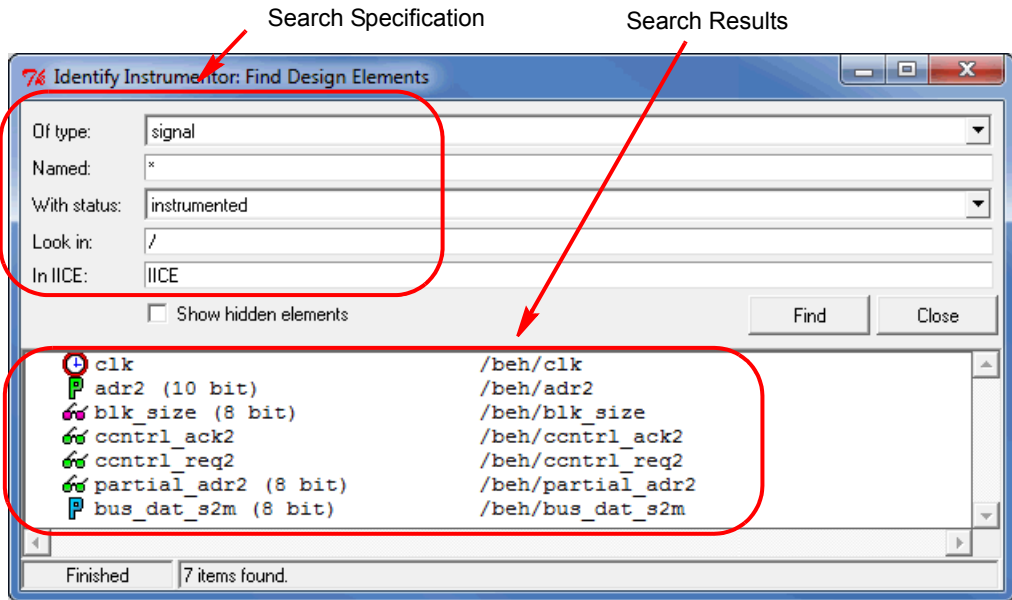 Search Specification
Search Results
Identify Instrumentor: Find Design Elements
Of type: signal
Named: *
With status: instrumented
Look in: /
In IICE: IICE
Show hidden elements Find Close
clk /beh/clk
P adr2 (10 bit) /beh/adr2
blk_size (8 bit) /beh/blk_size
ccntrl_ack2 /beh/ccntrl_ack2
ccntrl_req2 /beh/ccntrl_req2
partial_adr2 (8 bit) /beh/partial_adr2
P bus_dat_s2m (8 bit) /beh/bus_dat_s2m
Finished 7 items found.